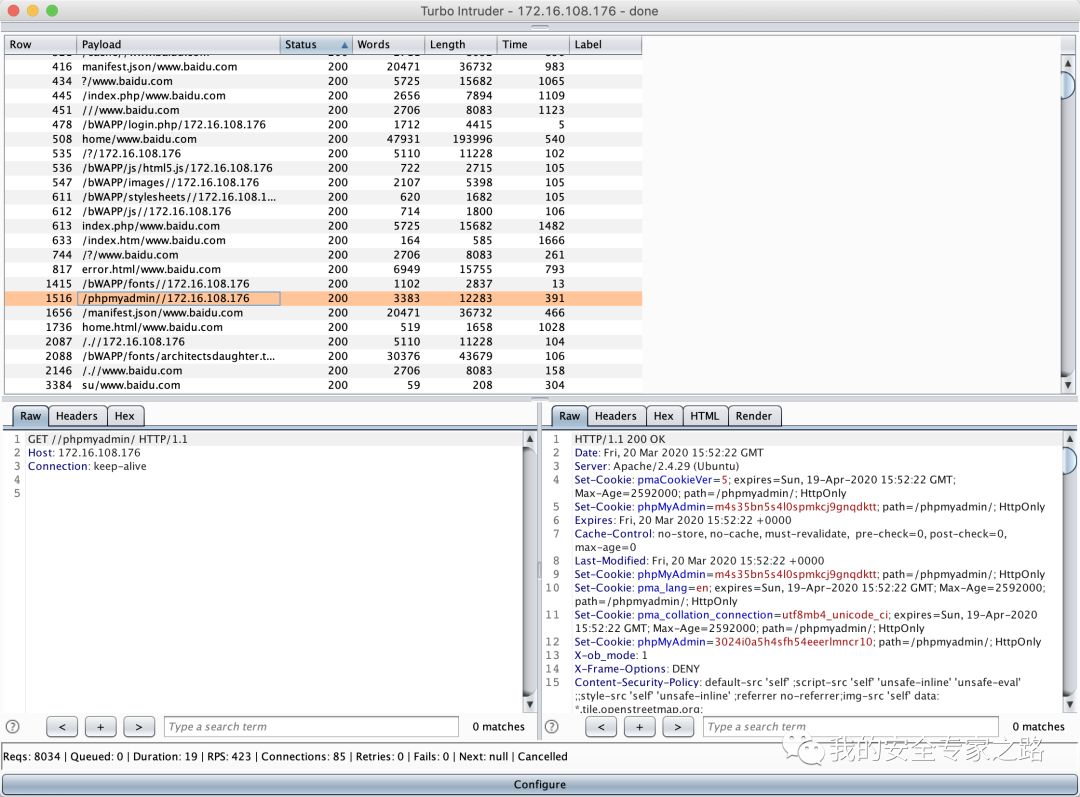 Turbo Intruder - 172.16.108.176 - done
Row Payload Status Words Length Time Label
416 manifest.json/www.baidu.com 200 20471 36732 983
434 ?/www.baidu.com 200 5725 15682 1065
445 /index.php/www.baidu.com 200 2656 7894 1109
451 ///www.baidu.com 200 2706 8083 1123
478 /bWAPP/login.php/172.16.108.176 200 1712 4415 5
508 home/www.baidu.com 200 47931 193996 540
535 /?/172.16.108.176 200 5110 11228 102
536 /bWAPP/js/html5.js/172.16.108.176 200 722 2715 105
547 /bWAPP/images//172.16.108.176 200 2107 5398 105
611 /bWAPP/stylesheets//172.16.108.1... 200 620 1682 105
612 /bWAPP/js//172.16.108.176 200 714 1800 106
613 index.php/www.baidu.com 200 5725 15682 1482
633 /index.htm/www.baidu.com 200 164 585 1666
744 /?/www.baidu.com 200 2706 8083 261
817 error.html/www.baidu.com 200 6949 15755 793
1415 /bWAPP/fonts//172.16.108.176 200 1102 2837 13
1516 /phpmyadmin//172.16.108.176 200 3383 12283 391
1656 /manifest.json/www.baidu.com 200 20471 36732 466
1736 home.html/www.baidu.com 200 519 1658 1028
2087 /.//172.16.108.176 200 5110 11228 104
2088 /bWAPP/fonts/architectsdaughter.t... 200 30376 43679 106
2146 /.//www.baidu.com 200 2706 8083 158
3384 su/www.baidu.com 200 59 208 304
Raw Headers Hex
1 GET //phpmyadmin/ HTTP/1.1
2 Host: 172.16.108.176
3 Connection: keep-alive
4
5
? < + > Type a search term 0 matches
Raw Headers Hex HTML Render
1 HTTP/1.1 200 OK
2 Date: Fri, 20 Mar 2020 15:52:22 GMT
3 Server: Apache/2.4.29 (Ubuntu)
4 Set-Cookie: pmaCookieVer=5; expires=Sun, 19-Apr-2020 15:52:22 GMT;
Max-Age=2592000; path=/phpmyadmin/; HttpOnly
5 Set-Cookie: phpMyAdmin=m4s35bn5s4l0spmkcj9gnqdktt; path=/phpmyadmin/; HttpOnly
6 Expires: Fri, 20 Mar 2020 15:52:22 +0000
7 Cache-Control: no-store, no-cache, must-revalidate, pre-check=0, post-check=0,
max-age=0
8 Last-Modified: Fri, 20 Mar 2020 15:52:22 +0000
9 Set-Cookie: phpMyAdmin=m4s35bn5s4l0spmkcj9gnqdktt; path=/phpmyadmin/; HttpOnly
10 Set-Cookie: pma_lang=en; expires=Sun, 19-Apr-2020 15:52:22 GMT; Max-Age=2592000;
path=/phpmyadmin/; HttpOnly
11 Set-Cookie: pma_collation_connection=utf8mb4_unicode_ci; expires=Sun, 19-Apr-2020
15:52:22 GMT; Max-Age=2592000; path=/phpmyadmin/; HttpOnly
12 Set-Cookie: phpMyAdmin=3024i0a5h4sfh54eeerlmncr10; path=/phpmyadmin/; HttpOnly
13 X-ob_mode: 1
14 X-Frame-Options: DENY
15 Content-Security-Policy: default-src 'self' ;script-src 'self' 'unsafe-inline' 'unsafe-eval'
;;style-src 'self' 'unsafe-inline' ;referrer no-referrer;img-src 'self' data:
*.tile.openstreetmap.org;
? < + > Type a search term 0 matches
Reqs: 8034 | Queued: 0 | Duration: 19 | RPS: 423 | Connections: 85 | Retries: 0 | Fails: 0 | Next: null | Cancelled
我的安全专家之路
Configure